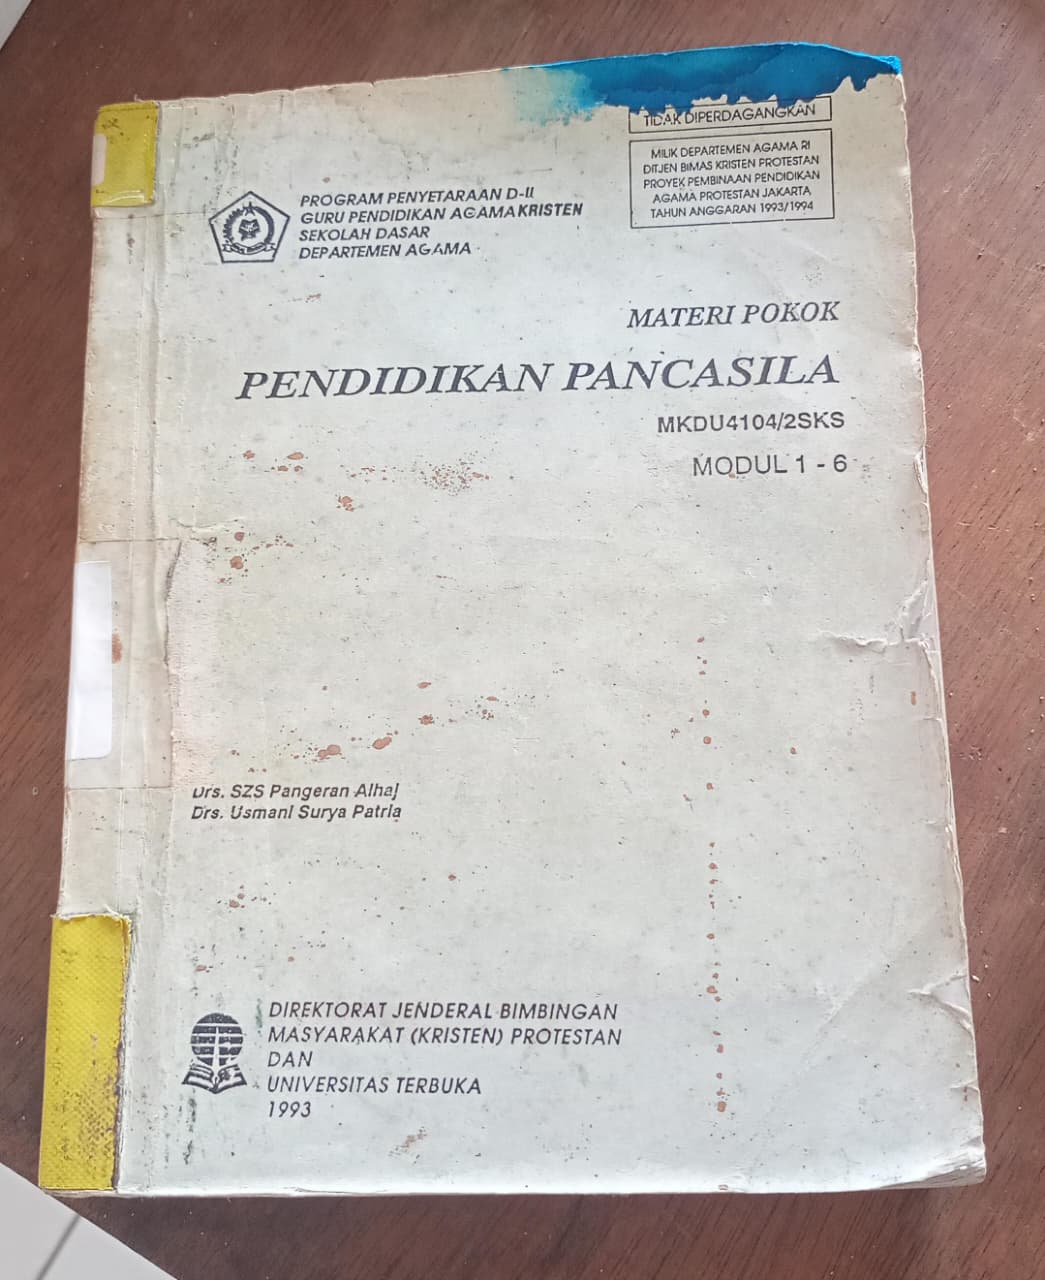 TIDAK DIPERDAGANGKAN
MILIK DEPARTEMEN AGAMA RI
DITJEN BIMAS KRISTEN PROTESTAN
PROYEK PEMBINAAN PENDIDIKAN
AGAMA PROTESTAN JAKARTA
TAHUN ANGGARAN 1993/1994
PROGRAM PENYETARAAN D-II
GURU PENDIDIKAN AGAMA KRISTEN
SEKOLAH DASAR
DEPARTEMEN AGAMA
MATERI POKOK
PENDIDIKAN PANCASILA
MKDU4104/2SKS
MODUL 1 - 6
Drs. SZS Pangeran Alhaj
Drs. Usmani Surya Patria
DIREKTORAT JENDERAL BIMBINGAN
MASYARAKAT (KRISTEN) PROTESTAN
DAN
UNIVERSITAS TERBUKA
1993